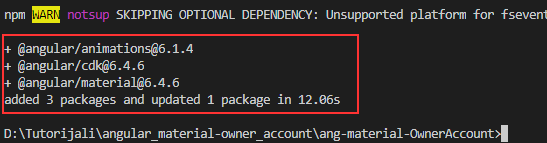 npm WARN notsup SKIPPING OPTIONAL DEPENDENCY: Unsupported platform for fsevent
+ @angular/animations@6.1.4
+ @angular/cdk@6.4.6
+ @angular/material@6.4.6
added 3 packages and updated 1 package in 12.06s
D:\Tutorijali\angular_material-owner_account\ang-material-OwnerAccount>